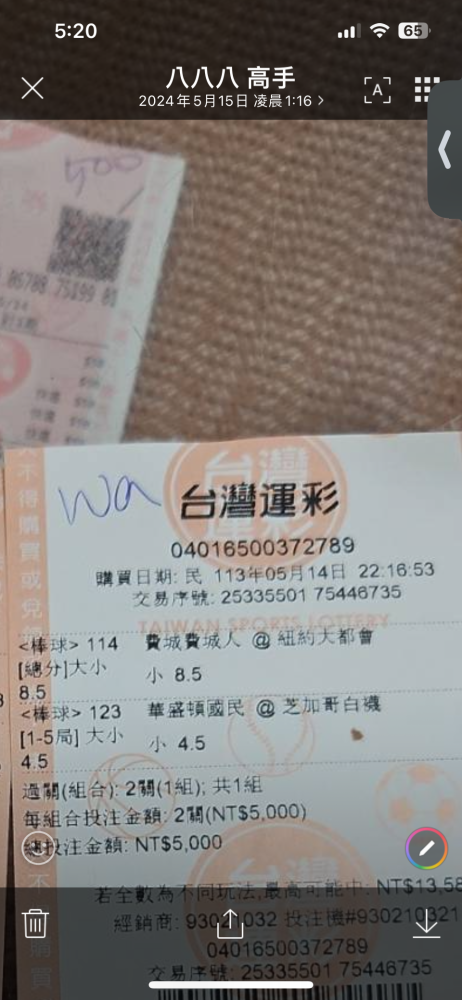 5:20
65
八八八 高手
2024年5月15日 凌晨1:16
500
86788 75199
Wa
台灣運彩
04016500372789
購買日期: 民 113年05月14日 22:16:53
交易序號: 25335501 75446735
TAIWAN SPORTS LOTTERY
<棒球> 114 費城費城人 @ 紐約大都會
[總分]大小 小 8.5
8.5
<棒球> 123 華盛頓國民 @ 芝加哥白襪
[1-5局] 大小 小 4.5
4.5
過關(組合): 2關(1組); 共1組
每組合投注金額: 2關(NT$5,000)
總投注金額: NT$5,000
若全數為不同玩法,最高可能中: NT$13,58
經銷商: 93021032 投注機#930210321
04016500372789
交易序號: 25335501 75446735